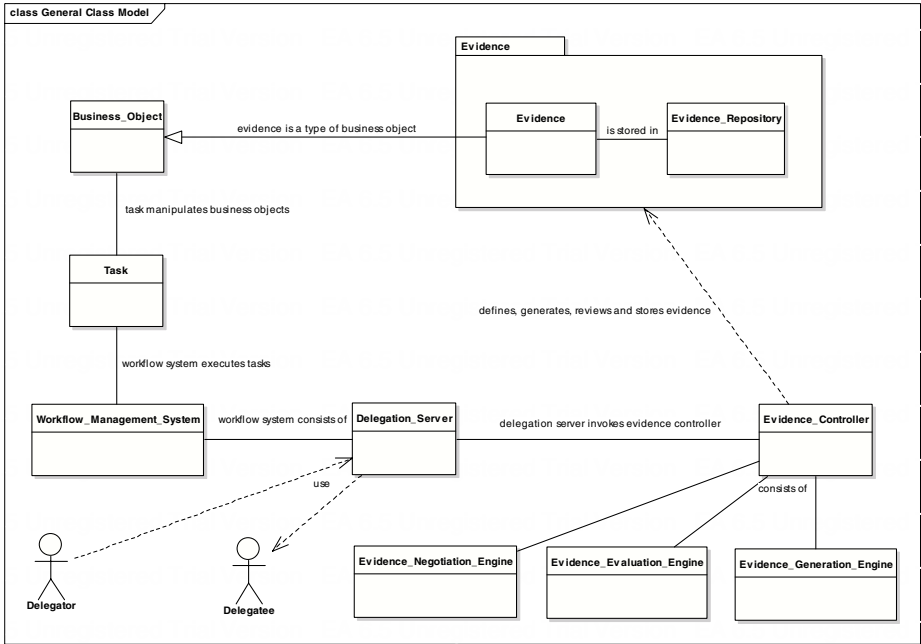 class General Class Model
Evidence
Business_Object
evidence is a type of business object
Evidence
is stored in
Evidence_Repository
task manipulates business objects
Task
defines, generates, reviews and stores evidence
workflow system executes tasks
Workflow_Management_System
workflow system consists of
Delegation_Server
delegation server invokes evidence controller
Evidence_Controller
use
consists of
Evidence_Negotiation_Engine
Evidence_Evaluation_Engine
Evidence_Generation_Engine
Delegator
Delegatee